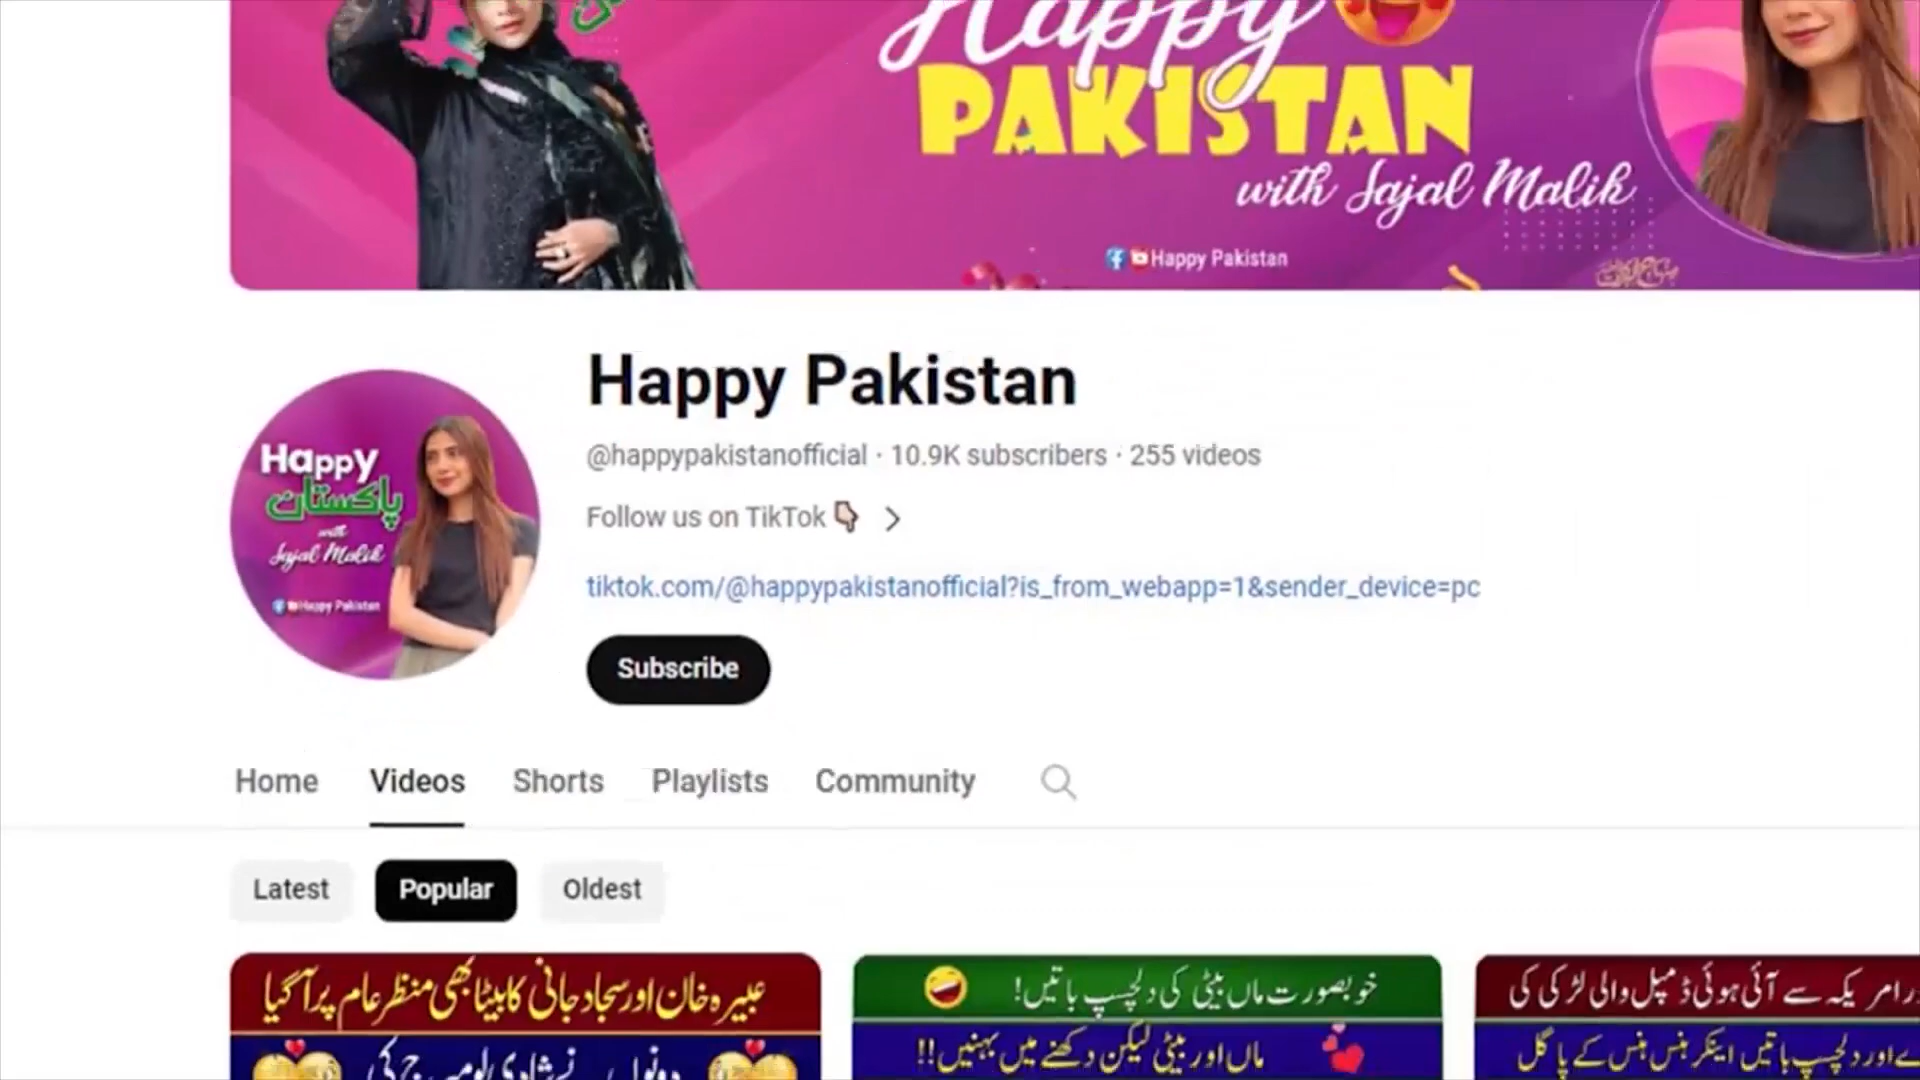 Happy
PAKISTAN
with Sajal Malik
Happy Pakistan
Happy
پاکستان
with
Sajal Malik
Happy Pakistan
Happy Pakistan
@happypakistanofficial · 10.9K subscribers · 255 videos
Follow us on TikTok
tiktok.com/@happypakistanofficial?is_from_webapp=1&sender_device=pc
Subscribe
Home Videos Shorts Playlists Community
Latest Popular Oldest
عبیرہ خان اور سجاد جانی کا بیٹا بھی منظر عام پر آ گیا
خوبصورت ماں بیٹی کی دلچسپ باتیں!
ماں اور بیٹی لیکن دکھنے میں بہنیں!!
امریکہ سے آئی ہوئی ڈمپل والی لڑکی کی
اور دلچسپ باتیں اینکر ہنس ہنس کے پاگل